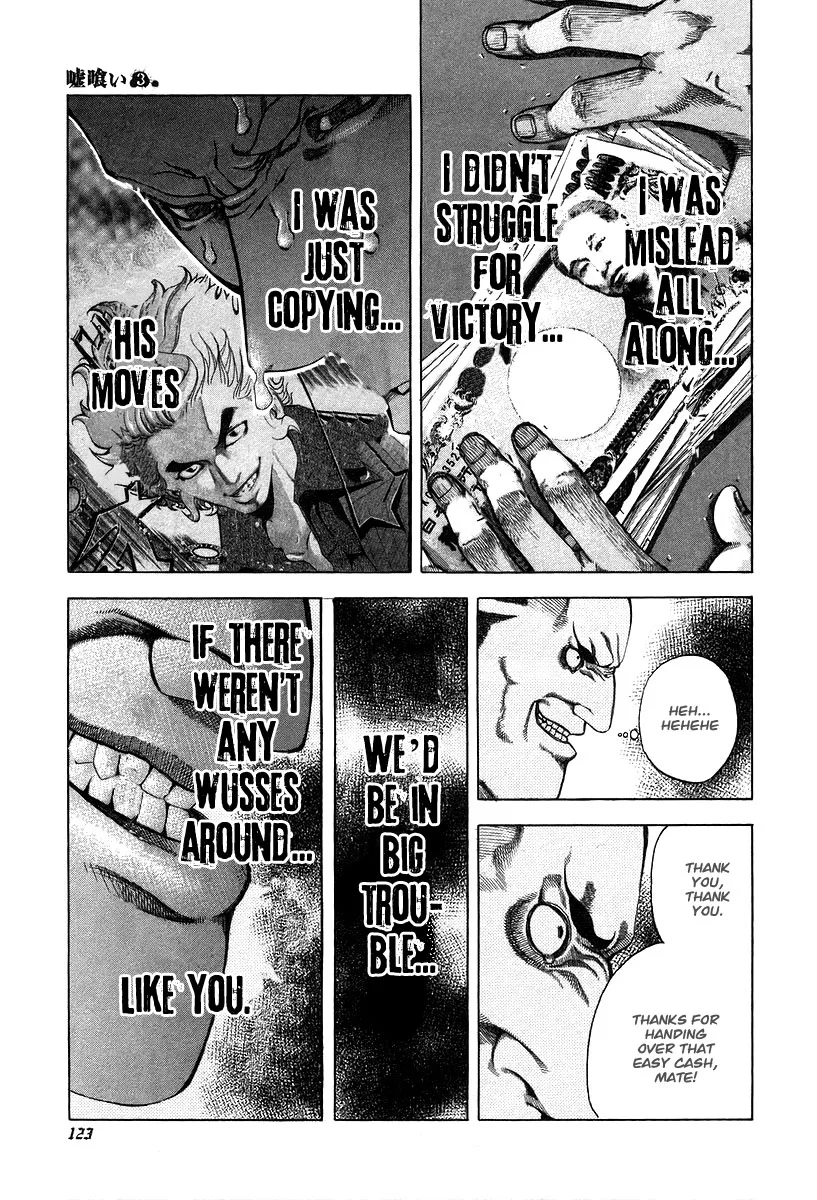 嘘喰い 3.
I WAS
MISLEAD
ALL
ALONG...
I DIDN'T
STRUGGLE
FOR
VICTORY...
I WAS
JUST
COPYING...
HIS
MOVES
HEH...
HEHEHE
THANK
YOU,
THANK
YOU.
THANKS FOR
HANDING
OVER THAT
EASY CASH,
MATE!
WE'D
BE IN
BIG
TROU-
BLE...
IF THERE
WEREN'T
ANY
WUSSES
AROUND...
LIKE YOU.
123